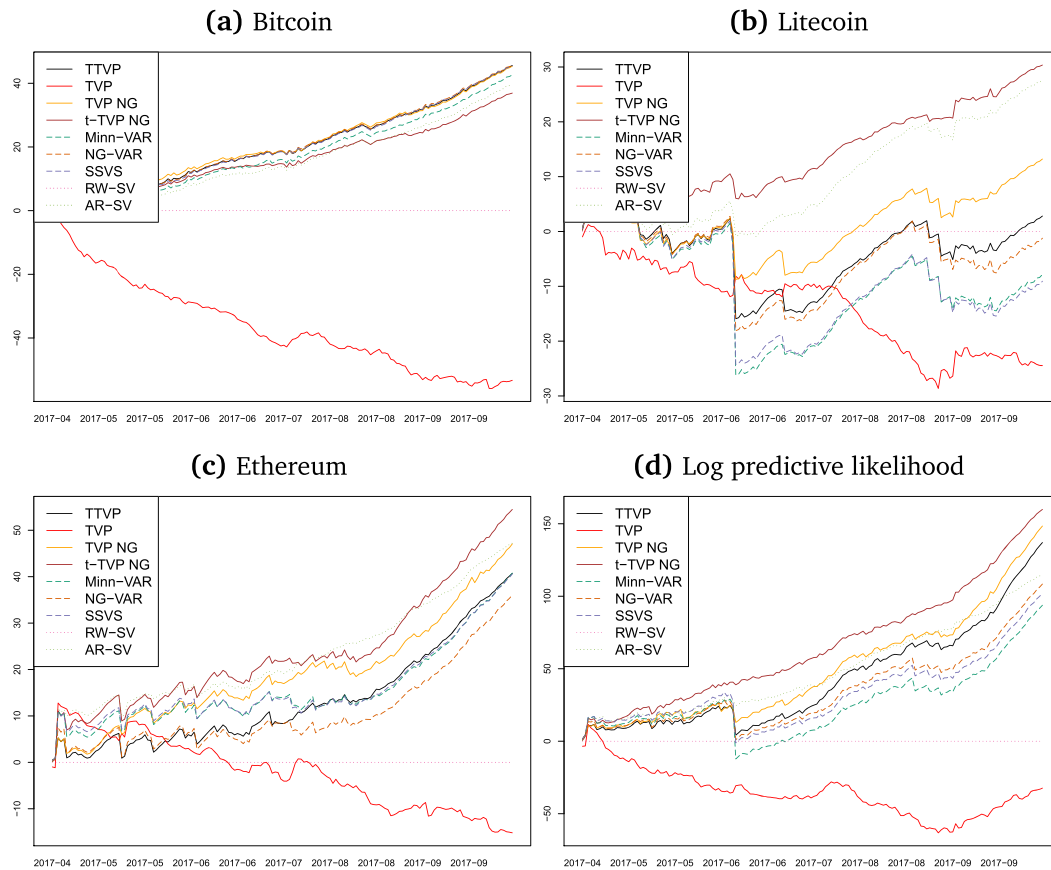 (a) Bitcoin
40
20
0
−20
−40
TTVP
TVP
TVP NG
t−TVP NG
Minn−VAR
NG−VAR
SSVS
RW−SV
AR−SV
2017−04 2017−05 2017−05 2017−06 2017−06 2017−07 2017−08 2017−08 2017−09 2017−09
(b) Litecoin
30
20
10
0
−10
−20
−30
TTVP
TVP
TVP NG
t−TVP NG
Minn−VAR
NG−VAR
SSVS
RW−SV
AR−SV
2017−04 2017−05 2017−05 2017−06 2017−06 2017−07 2017−08 2017−08 2017−09 2017−09
(c) Ethereum
50
40
30
20
10
0
−10
TTVP
TVP
TVP NG
t−TVP NG
Minn−VAR
NG−VAR
SSVS
RW−SV
AR−SV
2017−04 2017−05 2017−05 2017−06 2017−06 2017−07 2017−08 2017−08 2017−09 2017−09
(d) Log predictive likelihood
150
100
50
0
−50
TTVP
TVP
TVP NG
t−TVP NG
Minn−VAR
NG−VAR
SSVS
RW−SV
AR−SV
2017−04 2017−05 2017−05 2017−06 2017−06 2017−07 2017−08 2017−08 2017−09 2017−09